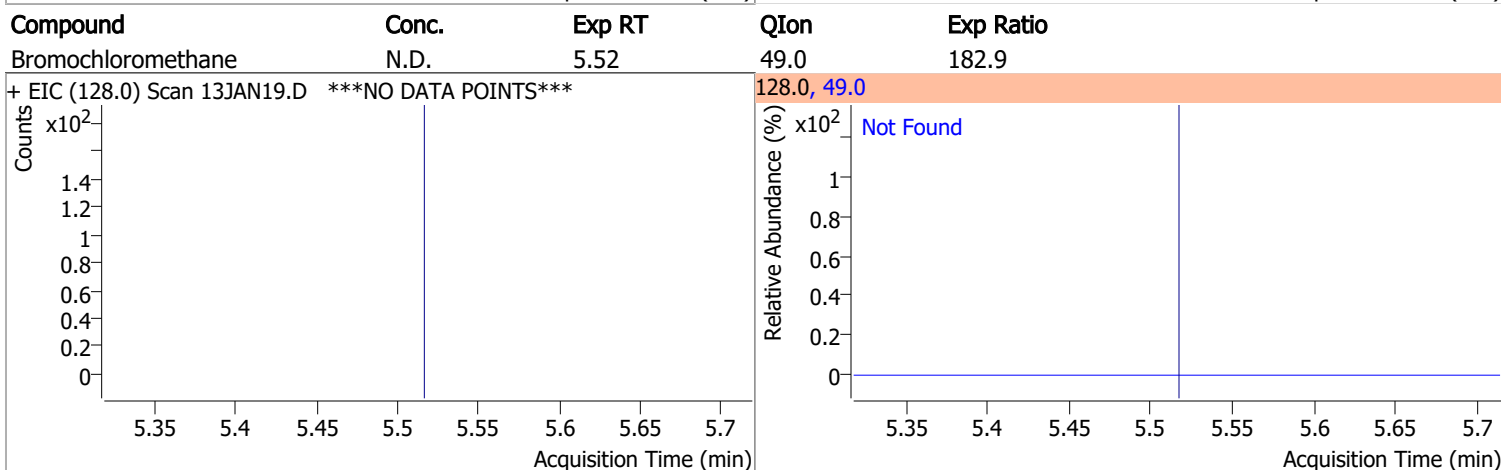 Compound Conc. Exp RT QIon Exp Ratio
Bromochloromethane N.D. 5.52 49.0 182.9
+ EIC (128.0) Scan 13JAN19.D ***NO DATA POINTS***
Counts
x102
1.4
1.2
1
0.8
0.6
0.4
0.2
0
5.35 5.4 5.45 5.5 5.55 5.6 5.65 5.7
Acquisition Time (min)
128.0, 49.0
Relative Abundance (%)
x102
Not Found
1
0.8
0.6
0.4
0.2
0
5.35 5.4 5.45 5.5 5.55 5.6 5.65 5.7
Acquisition Time (min)